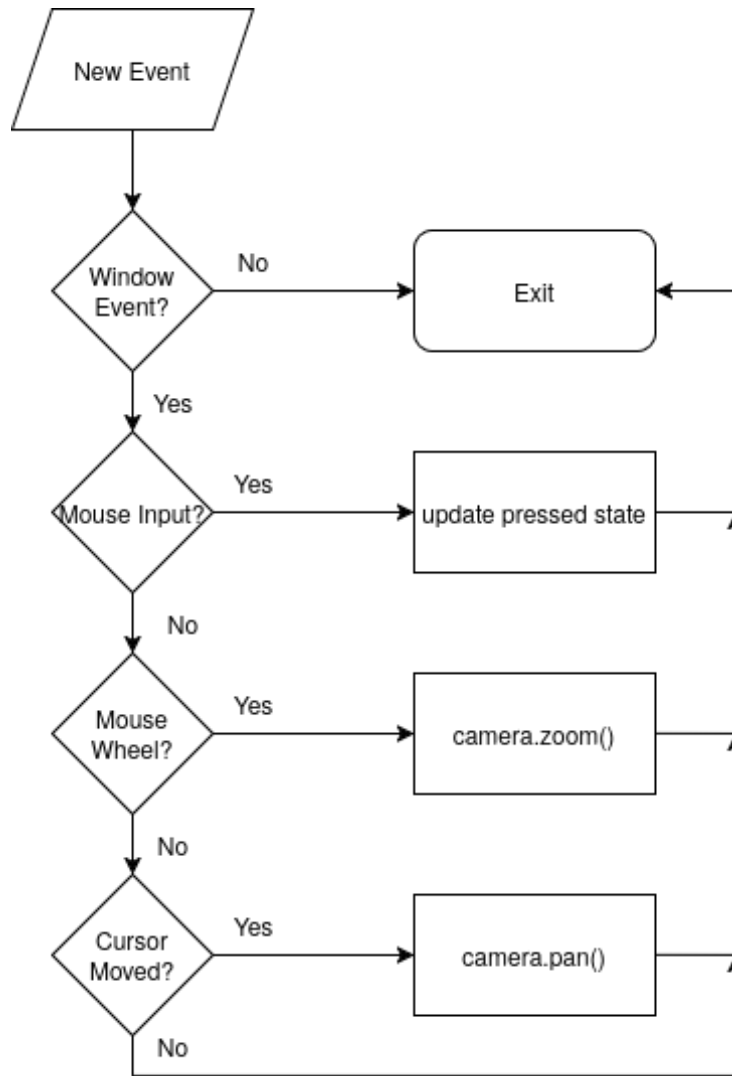 New Event
Window
Event?
No
Exit
Yes
Mouse Input?
Yes
update pressed state
No
Mouse
Wheel?
Yes
camera.zoom()
No
Cursor
Moved?
Yes
camera.pan()
No